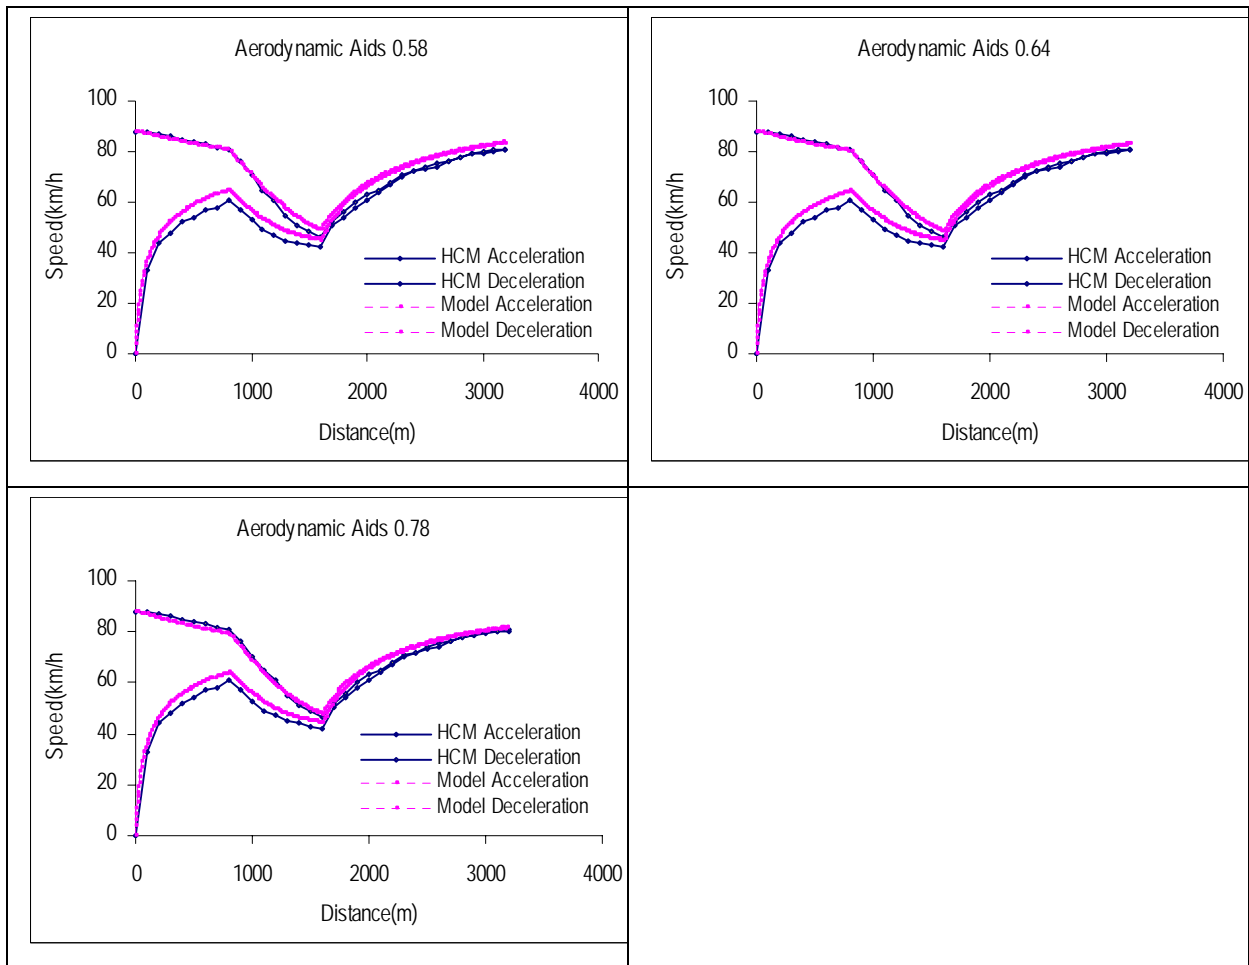 Aerodynamic Aids 0.58
100
80
60
40
20
0
Speed(km/h)
HCM Acceleration
HCM Deceleration
Model Acceleration
Model Deceleration
0 1000 2000 3000 4000
Distance(m)
Aerodynamic Aids 0.64
100
80
60
40
20
0
Speed(km/h)
HCM Acceleration
HCM Deceleration
Model Acceleration
Model Deceleration
0 1000 2000 3000 4000
Distance(m)
Aerodynamic Aids 0.78
100
80
60
40
20
0
Speed(km/h)
HCM Acceleration
HCM Deceleration
Model Acceleration
Model Deceleration
0 1000 2000 3000 4000
Distance(m)